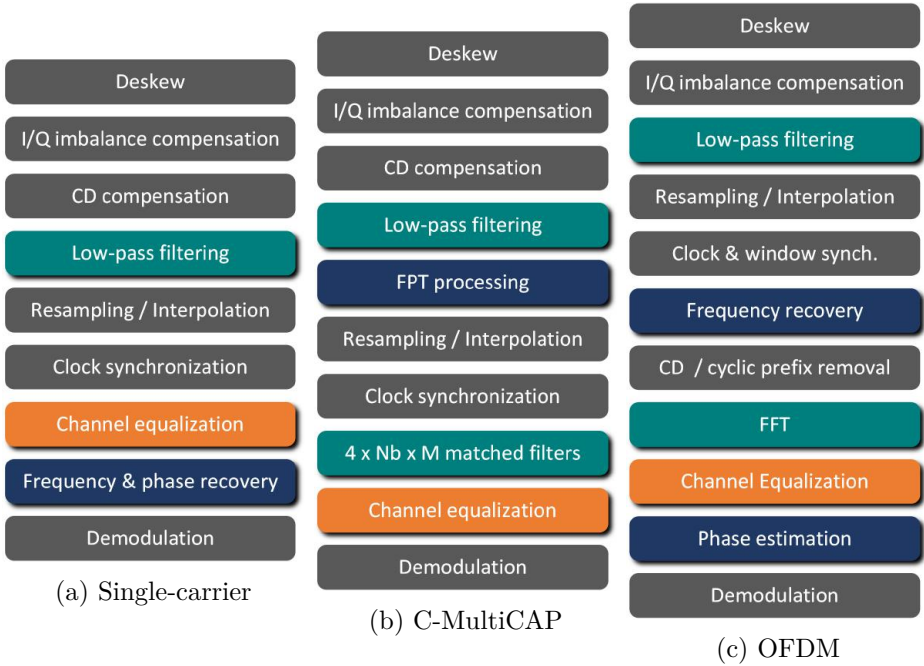 Deskew
I/Q imbalance compensation
CD compensation
Low-pass filtering
Resampling / Interpolation
Clock synchronization
Channel equalization
Frequency & phase recovery
Demodulation
(a) Single-carrier
Deskew
I/Q imbalance compensation
CD compensation
Low-pass filtering
FPT processing
Resampling / Interpolation
Clock synchronization
4 x Nb x M matched filters
Channel equalization
Demodulation
(b) C-MultiCAP
Deskew
I/Q imbalance compensation
Low-pass filtering
Resampling / Interpolation
Clock & window synch.
Frequency recovery
CD / cyclic prefix removal
FFT
Channel Equalization
Phase estimation
Demodulation
(c) OFDM